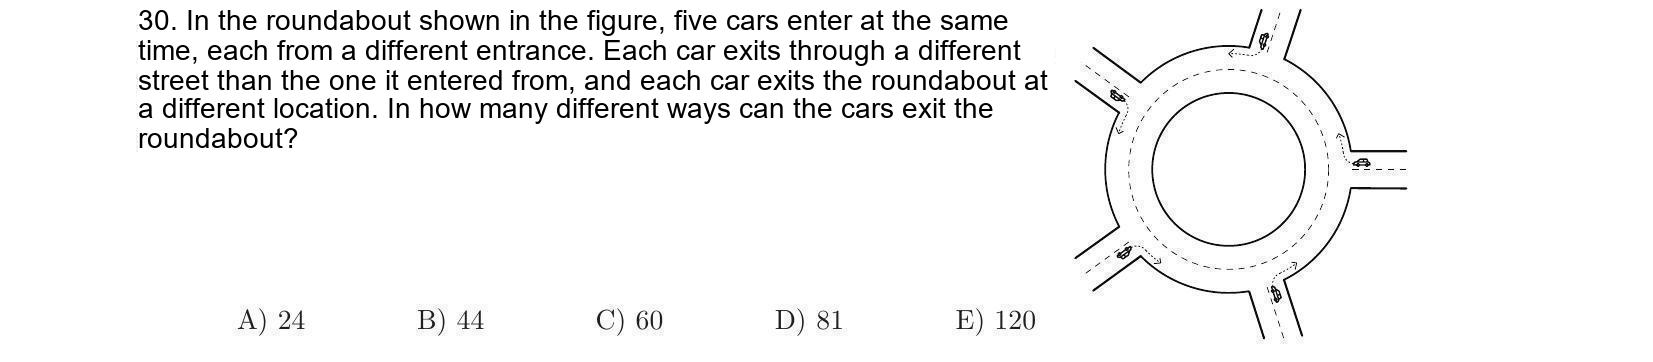 30. In the roundabout shown in the figure, five cars enter at the same
time, each from a different entrance. Each car exits through a different
street than the one it entered from, and each car exits the roundabout at
a different location. In how many different ways can the cars exit the
roundabout?
A) 24 B) 44 C) 60 D) 81 E) 120